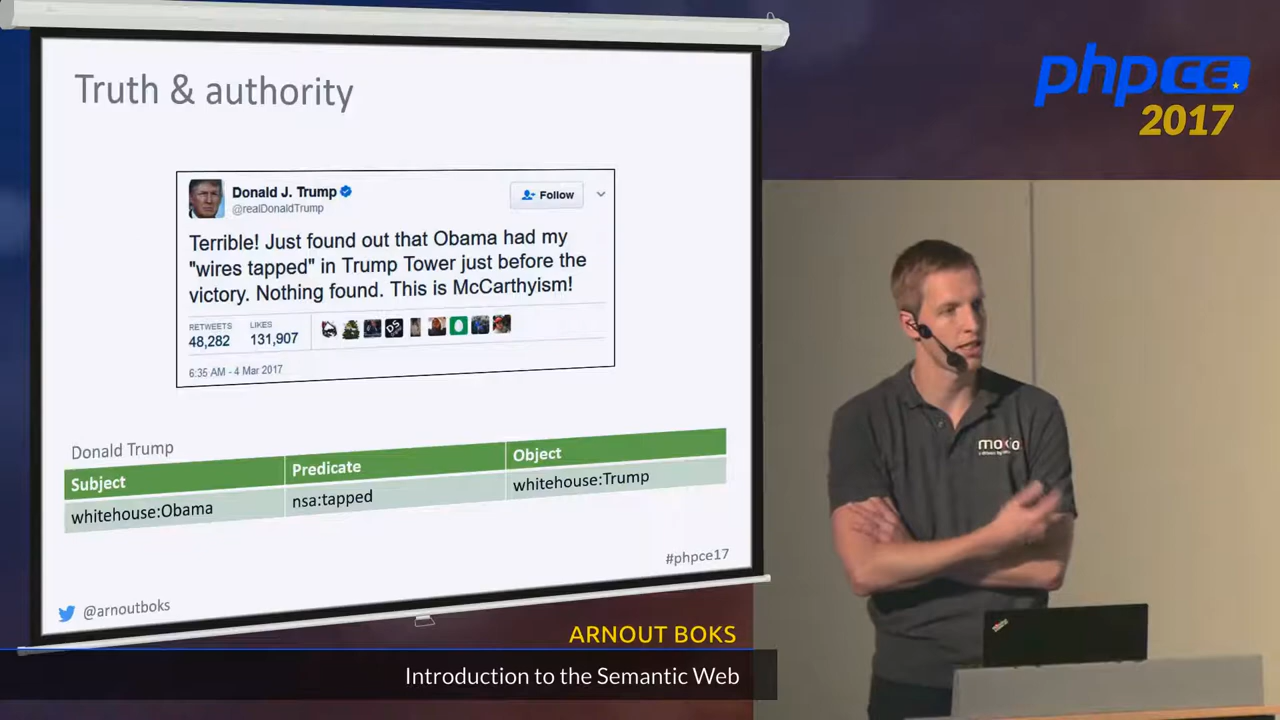 Truth & authority
Donald J. Trump
@realDonaldTrump
Follow
Terrible! Just found out that Obama had my
"wires tapped" in Trump Tower just before the
victory. Nothing found. This is McCarthyism!
RETWEETS LIKES
48,282 131,907
6:35 AM - 4 Mar 2017
Donald Trump
Subject Predicate Object
whitehouse:Obama nsa:tapped whitehouse:Trump
#phpce17
@arnoutboks
phpCE
2017
moxio
ARNOUT BOKS
Introduction to the Semantic Web